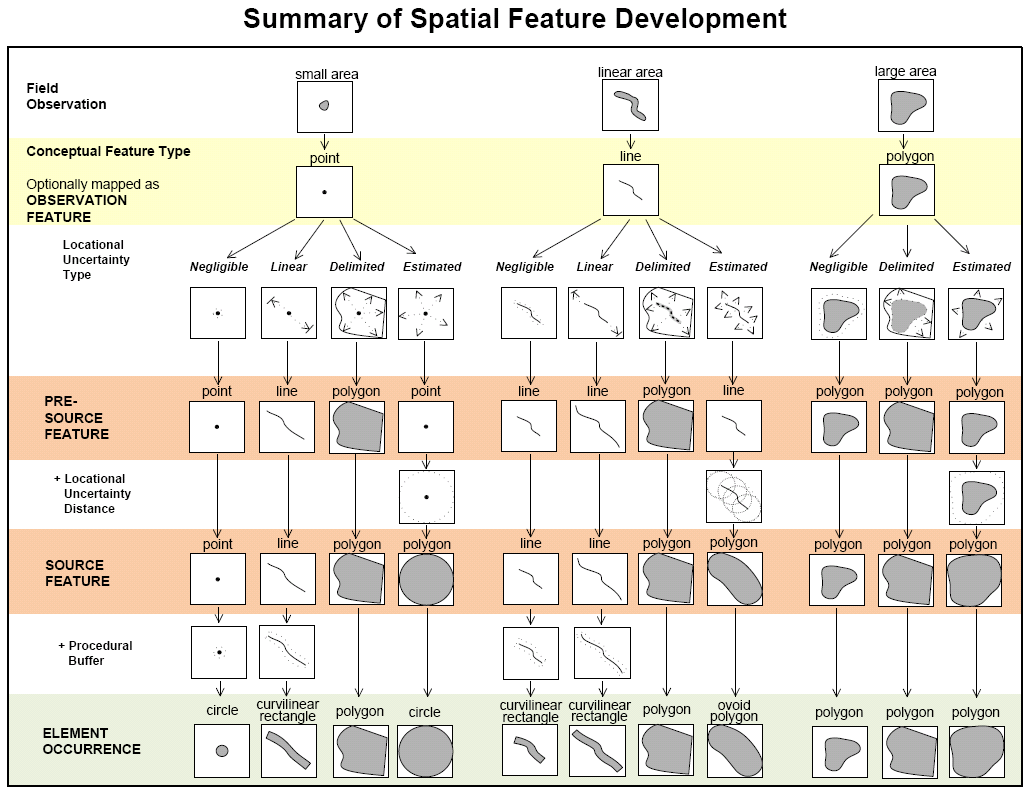 Summary of Spatial Feature Development
small area
linear area
large area
Field
Observation
Conceptual Feature Type
point
line
polygon
Optionally mapped as
OBSERVATION
FEATURE
Locational
Uncertainty
Type
Negligible Linear Delimited Estimated
Negligible Linear Delimited Estimated
Negligible Delimited Estimated
PRE-
SOURCE
FEATURE
point line polygon point
line line polygon line
polygon polygon polygon
+ Locational
Uncertainty
Distance
SOURCE
FEATURE
point line polygon polygon
line line polygon polygon
polygon polygon polygon
+ Procedural
Buffer
ELEMENT
OCCURRENCE
circle
curvilinear
rectangle
polygon
circle
curvilinear
rectangle
curvilinear
rectangle
polygon
ovoid
polygon
polygon
polygon
polygon